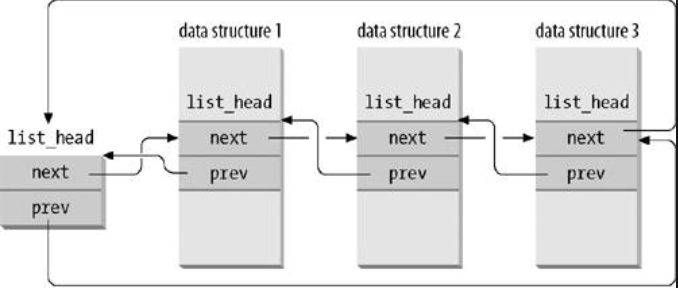 data structure 1
data structure 2
data structure 3
list_head
list_head
list_head
list_head
next
next
next
next
prev
prev
prev
prev